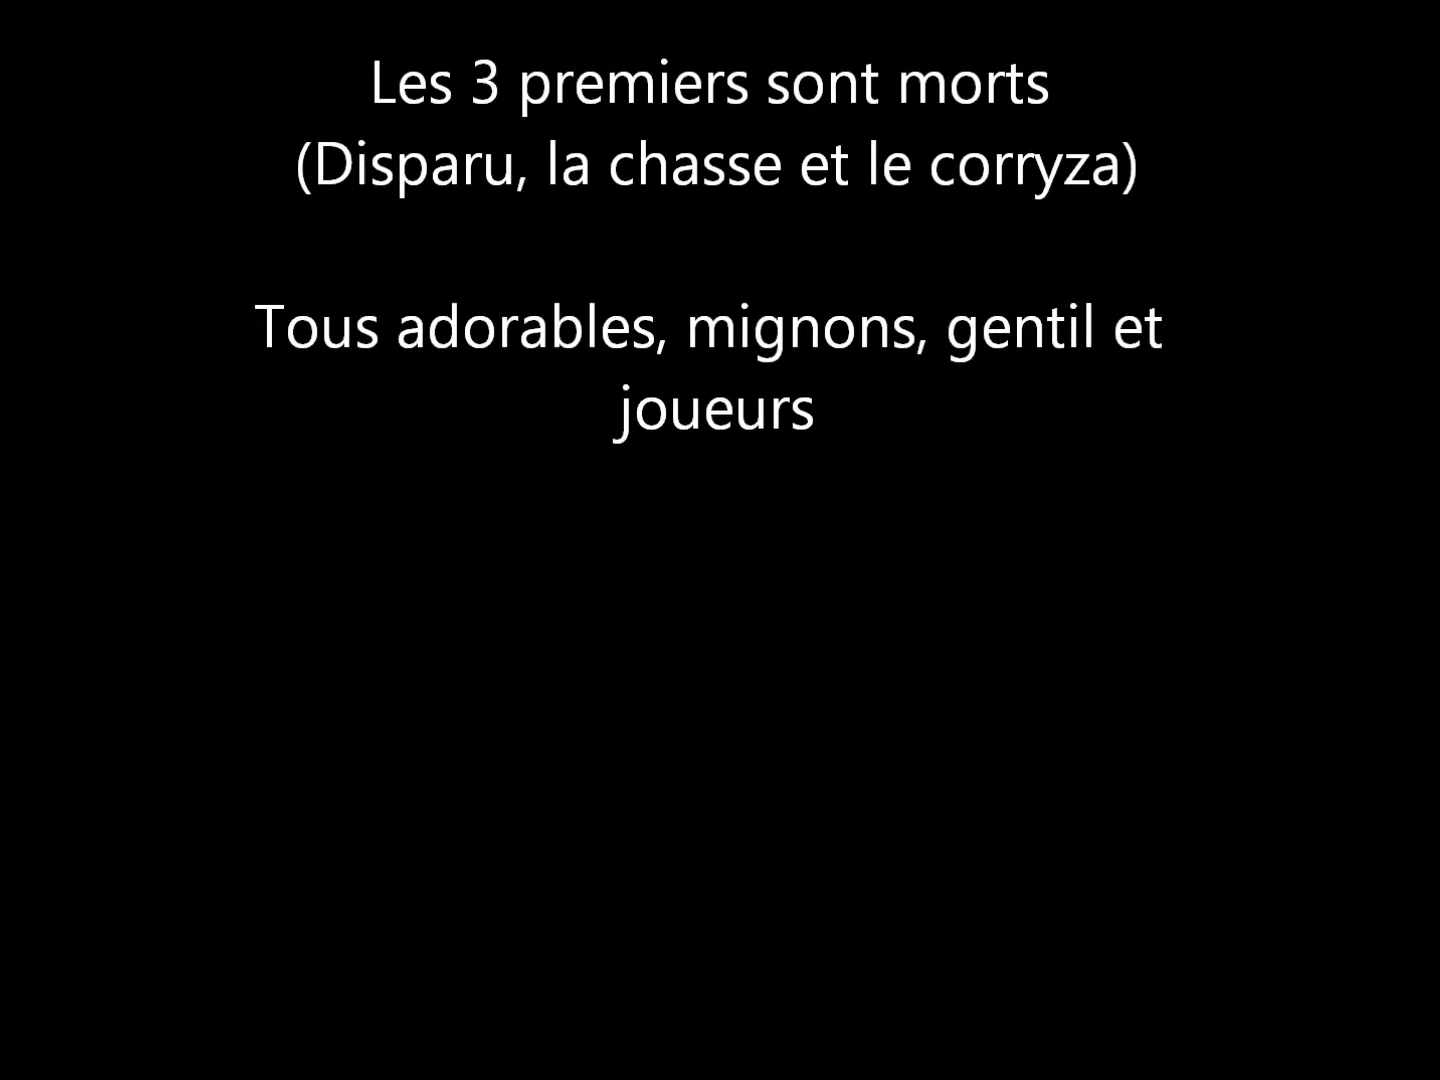 Les 3 premiers sont morts
(Disparu, la chasse et le corryza)
Tous adorables, mignons, gentil et
joueurs